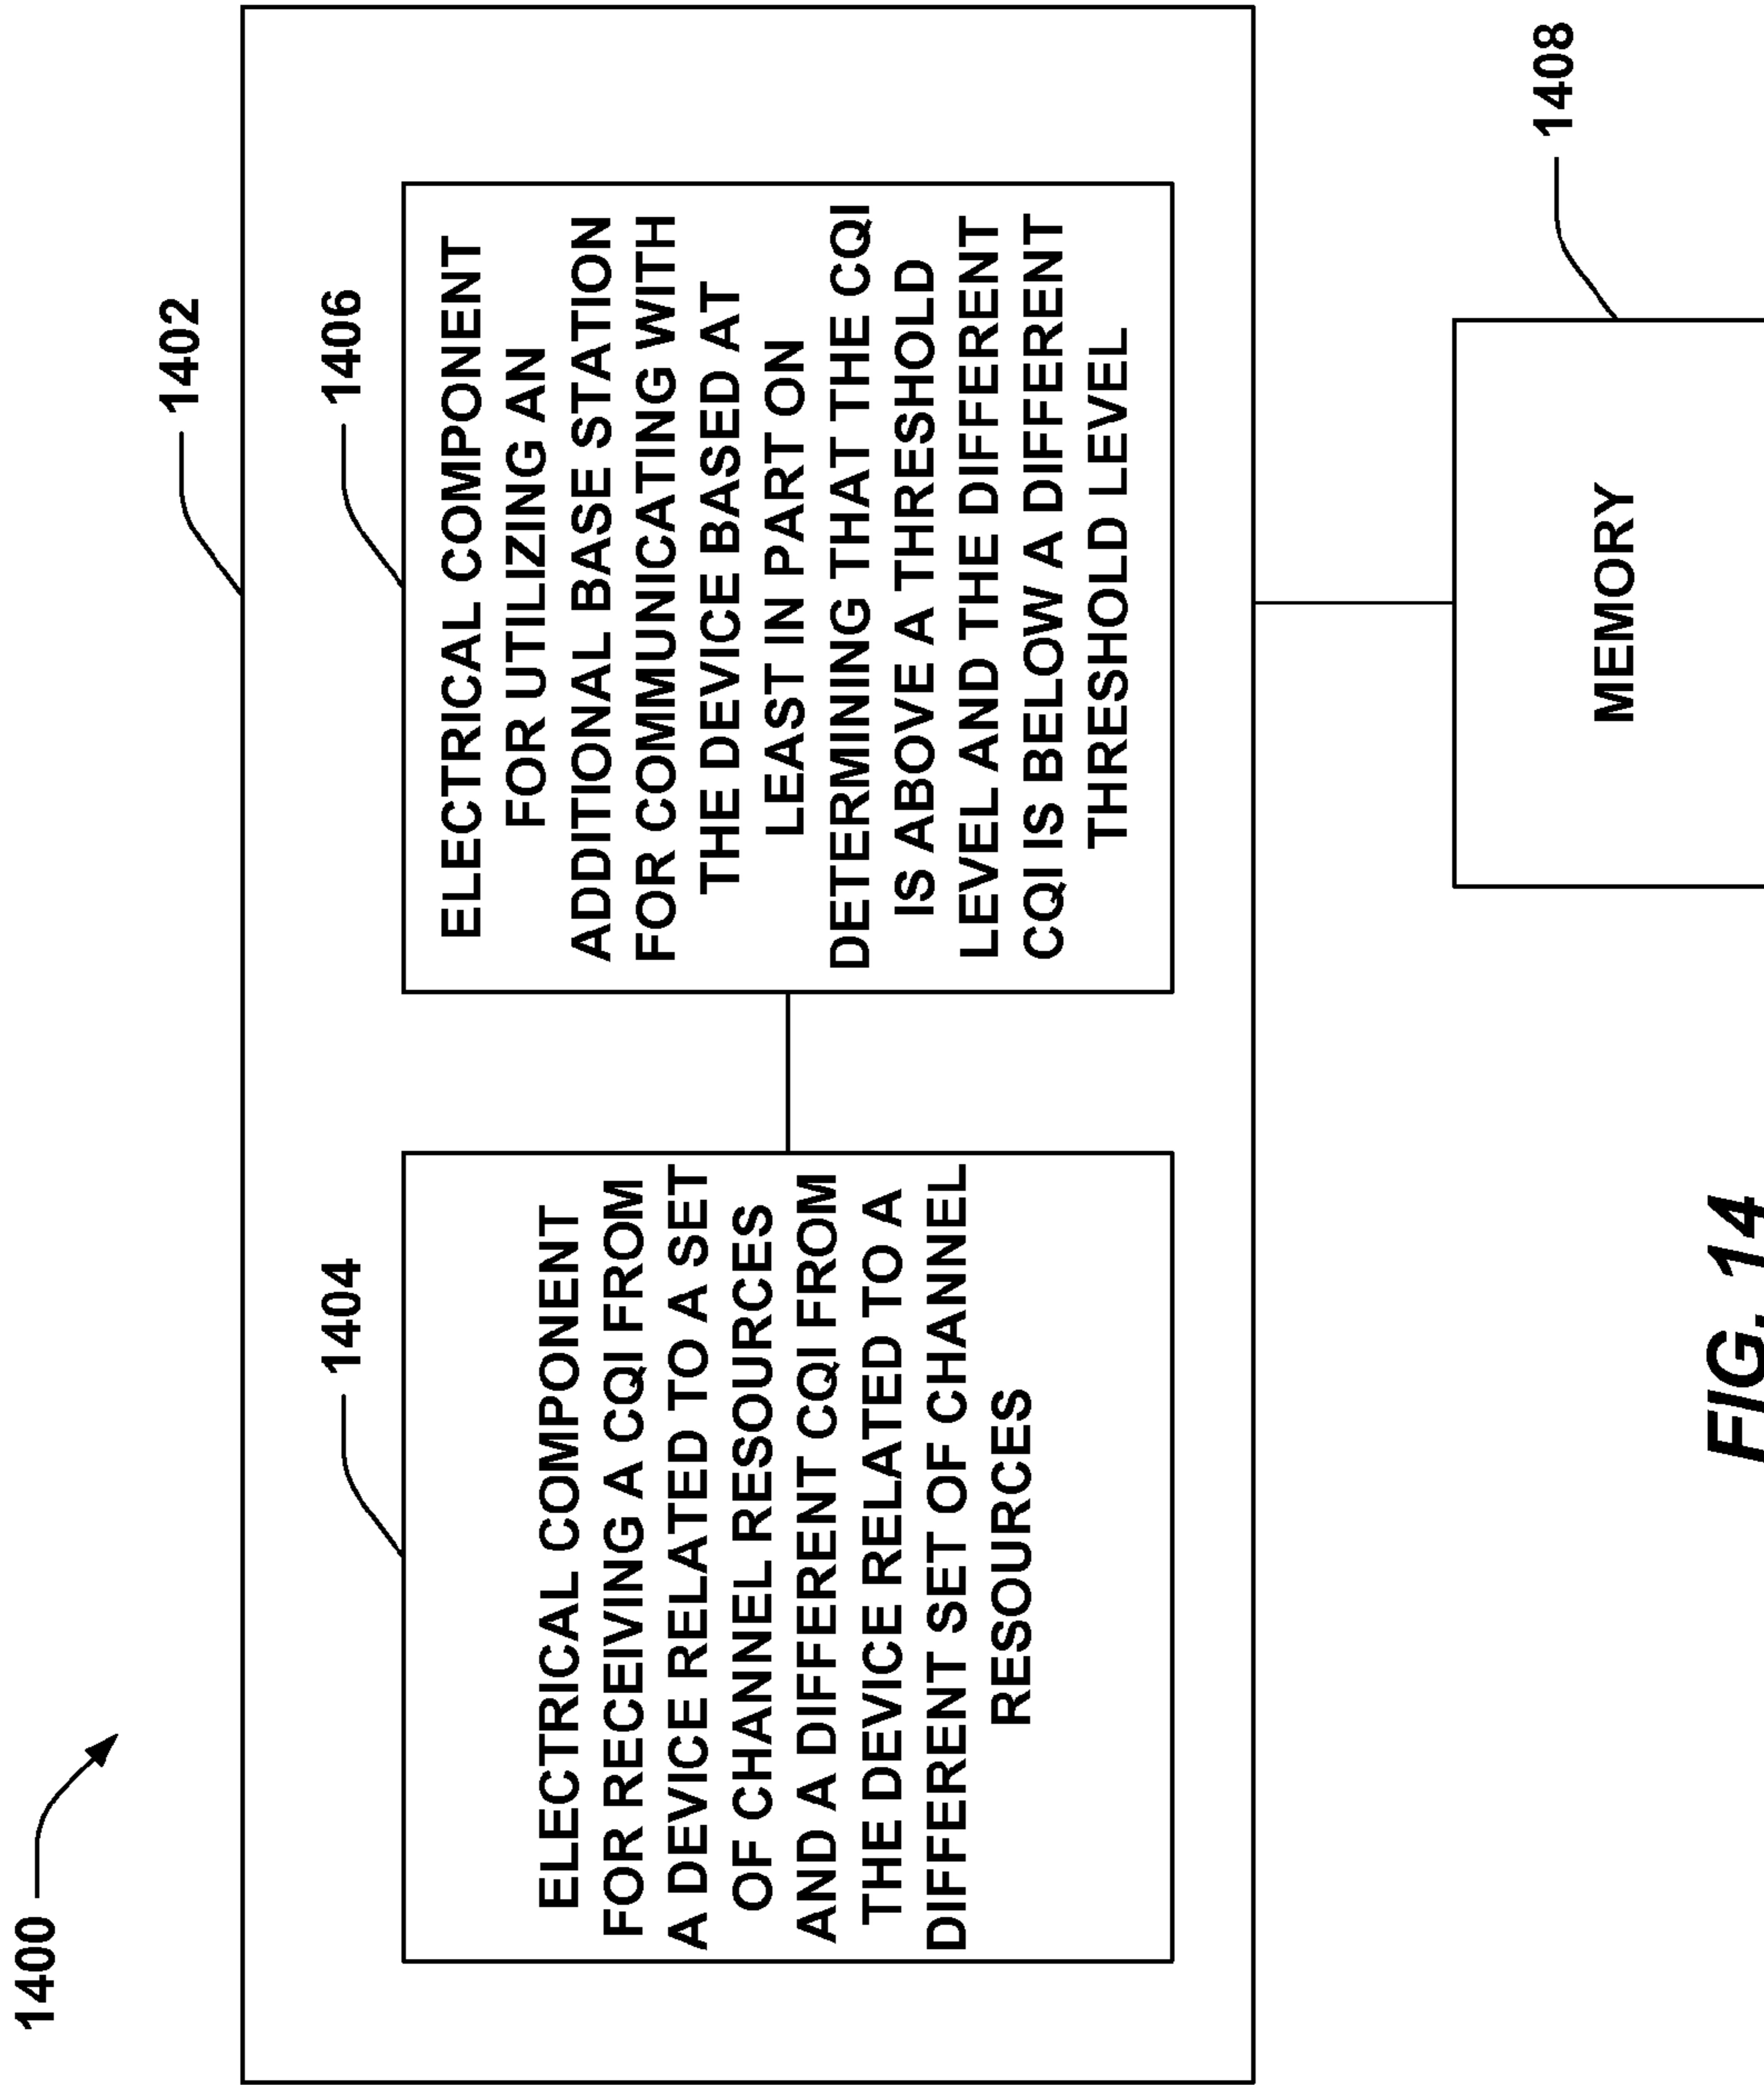 1400
1402
1404
ELECTRICAL COMPONENT
FOR RECEIVING A CQI FROM
A DEVICE RELATED TO A SET
OF CHANNEL RESOURCES
AND A DIFFERENT CQI FROM
THE DEVICE RELATED TO A
DIFFERENT SET OF CHANNEL
RESOURCES
1406
ELECTRICAL COMPONENT
FOR UTILIZING AN
ADDITIONAL BASE STATION
FOR COMMUNICATING WITH
THE DEVICE BASED AT
LEAST IN PART ON
DETERMINING THAT THE CQI
IS ABOVE A THRESHOLD
LEVEL AND THE DIFFERENT
CQI IS BELOW A DIFFERENT
THRESHOLD LEVEL
1408
MEMORY
FIG. 14